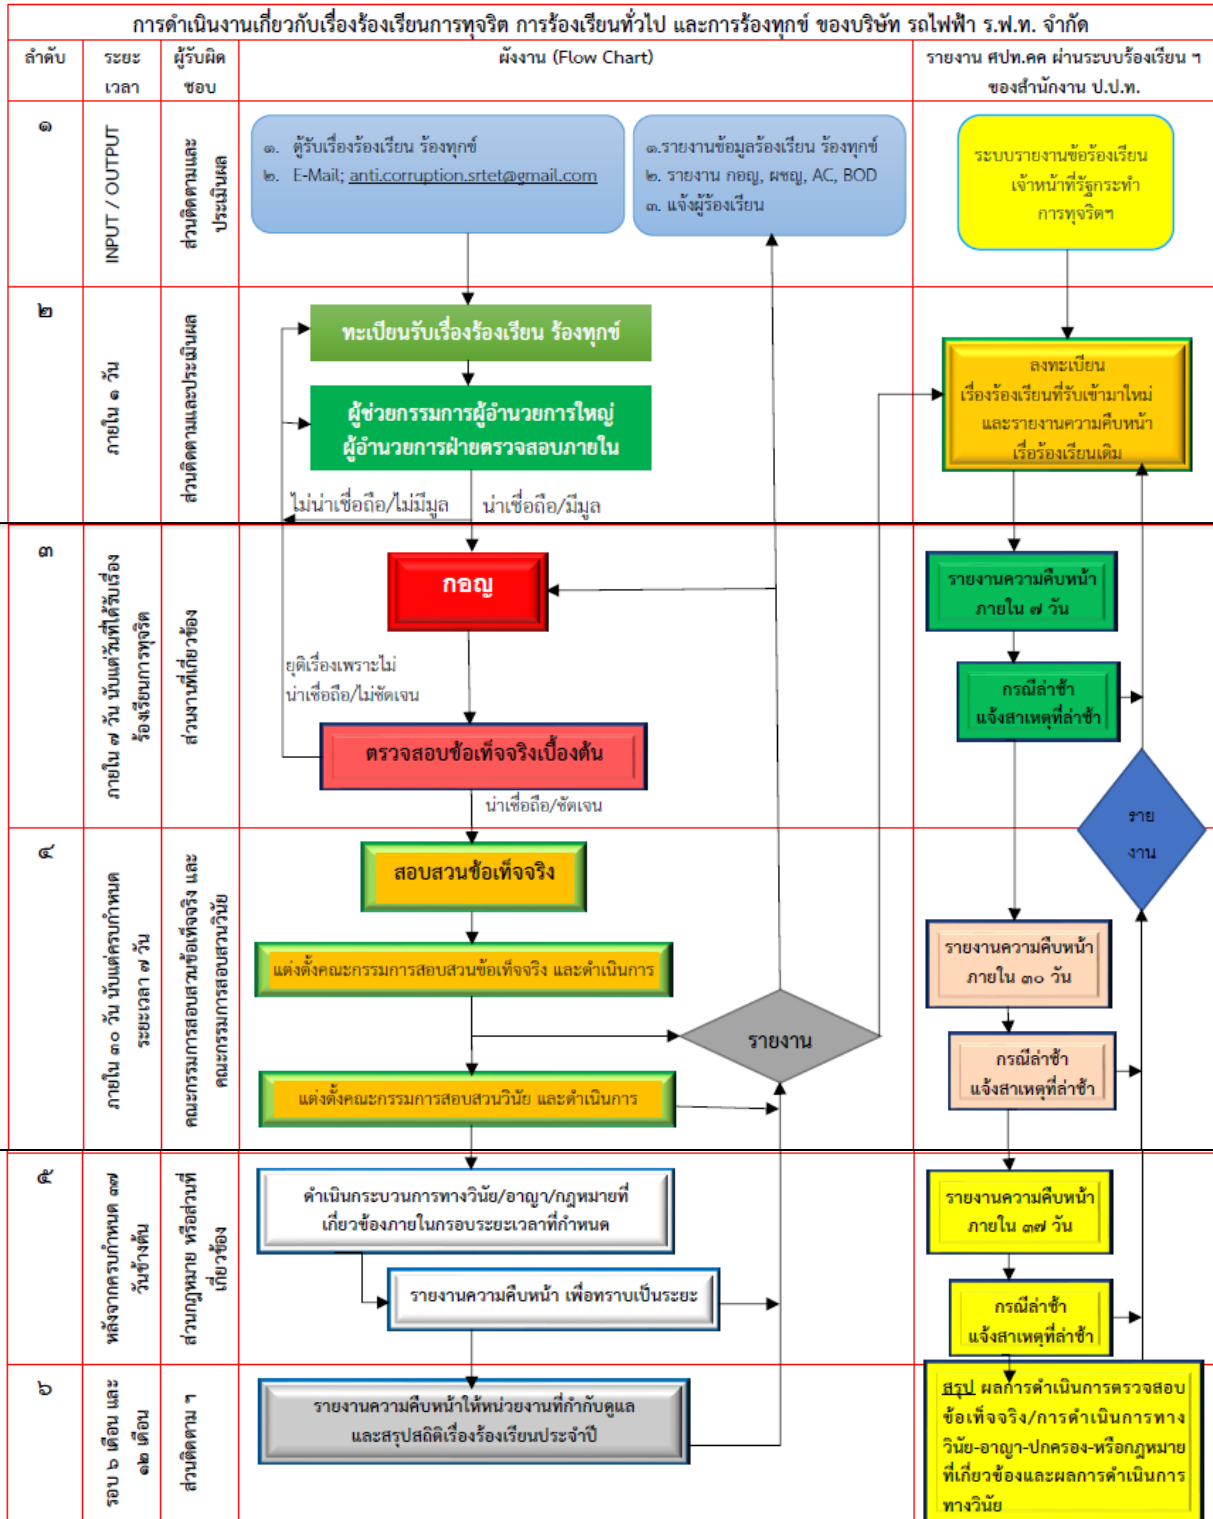 การดำเนินงานเกี่ยวกับเรื่องร้องเรียนการทุจริต การร้องเรียนทั่วไป และการร้องทุกข์ ของบริษัท รถไฟฟ้า ร.ฟ.ท. จำกัด
ลำดับ
ระยะ
เวลา
ผู้รับผิด
ชอบ
ผังงาน (Flow Chart)
รายงาน ศปท.คค ผ่านระบบร้องเรียน ฯ
ของสำนักงาน ป.ป.ท.
๑
INPUT / OUTPUT
ส่วนติดตามและ
ประเมินผล
๑. ตู้รับเรื่องร้องเรียน ร้องทุกข์
๒. E-Mail; anti.corruption.srtet@gmail.com
๑.รายงานข้อมูลร้องเรียน ร้องทุกข์
๒. รายงาน กอญ, ผชญ, AC, BOD
๓. แจ้งผู้ร้องเรียน
ระบบรายงานข้อร้องเรียน
เจ้าหน้าที่รัฐกระทำ
การทุจริตฯ
๒
ภายใน ๑ วัน
ส่วนติดตามและประเมินผล
ทะเบียนรับเรื่องร้องเรียน ร้องทุกข์
ผู้ช่วยกรรมการผู้อำนวยการใหญ่
ผู้อำนวยการฝ่ายตรวจสอบภายใน
ไม่น่าเชื่อถือ/ไม่มีมูล
น่าเชื่อถือ/มีมูล
ลงทะเบียน
เรื่องร้องเรียนที่รับเข้ามาใหม่
และรายงานความคืบหน้า
เรื่อร้องเรียนเดิม
๓
ภายใน ๗ วัน นับแต่วันที่ได้รับเรื่อง
ร้องเรียนการทุจริต
ส่วนงานที่เกี่ยวข้อง
กอญ
ยุติเรื่องเพราะไม่
น่าเชื่อถือ/ไม่ชัดเจน
ตรวจสอบข้อเท็จจริงเบื้องต้น
น่าเชื่อถือ/ชัดเจน
รายงานความคืบหน้า
ภายใน ๗ วัน
กรณีล่าช้า
แจ้งสาเหตุที่ล่าช้า
ราย
งาน
๔
ภายใน ๓๐ วัน นับแต่ครบกำหนด
ระยะเวลา ๗ วัน
คณะกรรมการสอบสวนข้อเท็จจริง และ
คณะกรรมการสอบสวนวินัย
สอบสวนข้อเท็จจริง
แต่งตั้งคณะกรรมการสอบสวนข้อเท็จจริง และดำเนินการ
รายงาน
แต่งตั้งคณะกรรมการสอบสวนวินัย และดำเนินการ
รายงานความคืบหน้า
ภายใน ๓๐ วัน
กรณีล่าช้า
แจ้งสาเหตุที่ล่าช้า
๕
หลังจากครบกำหนด ๓๗
วันข้างต้น
ส่วนกฎหมาย หรือส่วนที่
เกี่ยวข้อง
ดำเนินกระบวนการทางวินัย/อาญา/กฎหมายที่
เกี่ยวข้องภายในกรอบระยะเวลาที่กำหนด
รายงานความคืบหน้า เพื่อทราบเป็นระยะ
รายงานความคืบหน้า
ภายใน ๓๗ วัน
กรณีล่าช้า
แจ้งสาเหตุที่ล่าช้า
๖
รอบ ๖ เดือน และ
๑๒ เดือน
ส่วนติดตาม ฯ
รายงานความคืบหน้าให้หน่วยงานที่กำกับดูแล
และสรุปสถิติเรื่องร้องเรียนประจำปี
สรุป ผลการดำเนินการตรวจสอบ
ข้อเท็จจริง/การดำเนินการทาง
วินัย-อาญา-ปกครอง-หรือกฎหมาย
ที่เกี่ยวข้องและผลการดำเนินการ
ทางวินัย